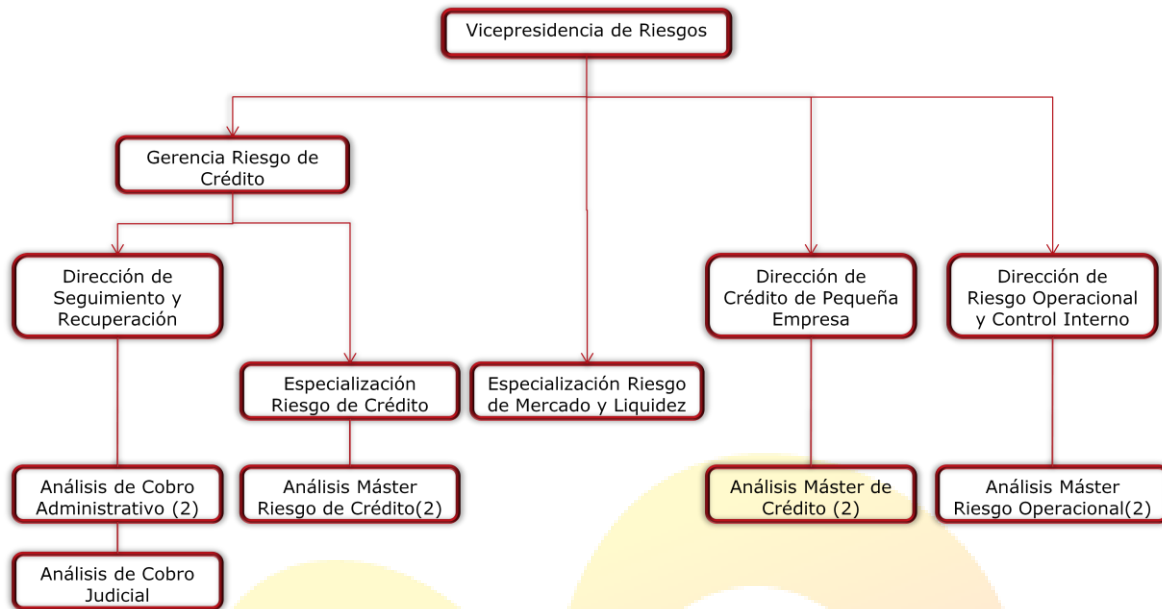 Vicepresidencia de Riesgos
Gerencia Riesgo de
Crédito
Dirección de
Seguimiento y
Recuperación
Dirección de
Crédito de Pequeña
Empresa
Dirección de
Riesgo Operacional
y Control Interno
Especialización
Riesgo de Crédito
Especialización Riesgo
de Mercado y Liquidez
Análisis de Cobro
Administrativo (2)
Análisis Máster
Riesgo de Crédito(2)
Análisis Máster de
Crédito (2)
Análisis Máster
Riesgo Operacional(2)
Análisis de Cobro
Judicial